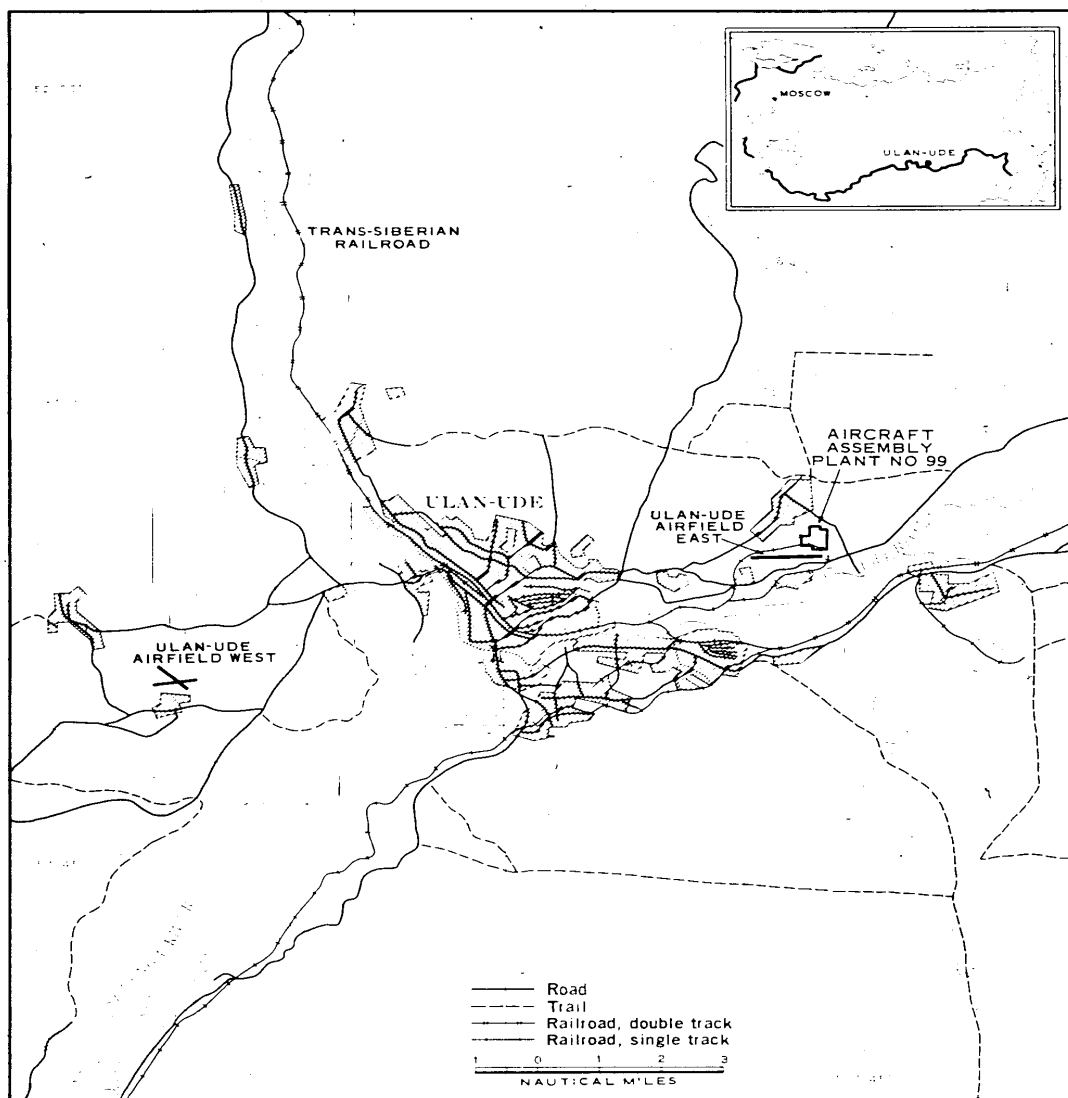 MOSCOW
ULAN-UDE
TRANS-SIBERIAN
RAILROAD
AIRCRAFT
ASSEMBLY
PLANT NO 99
ULAN-UDE
ULAN-UDE
AIRFIELD
EAST
ULAN-UDE
AIRFIELD WEST
Road
Trail
Railroad, double track
Railroad, single track
1 0 1 2 3
NAUTICAL MILES